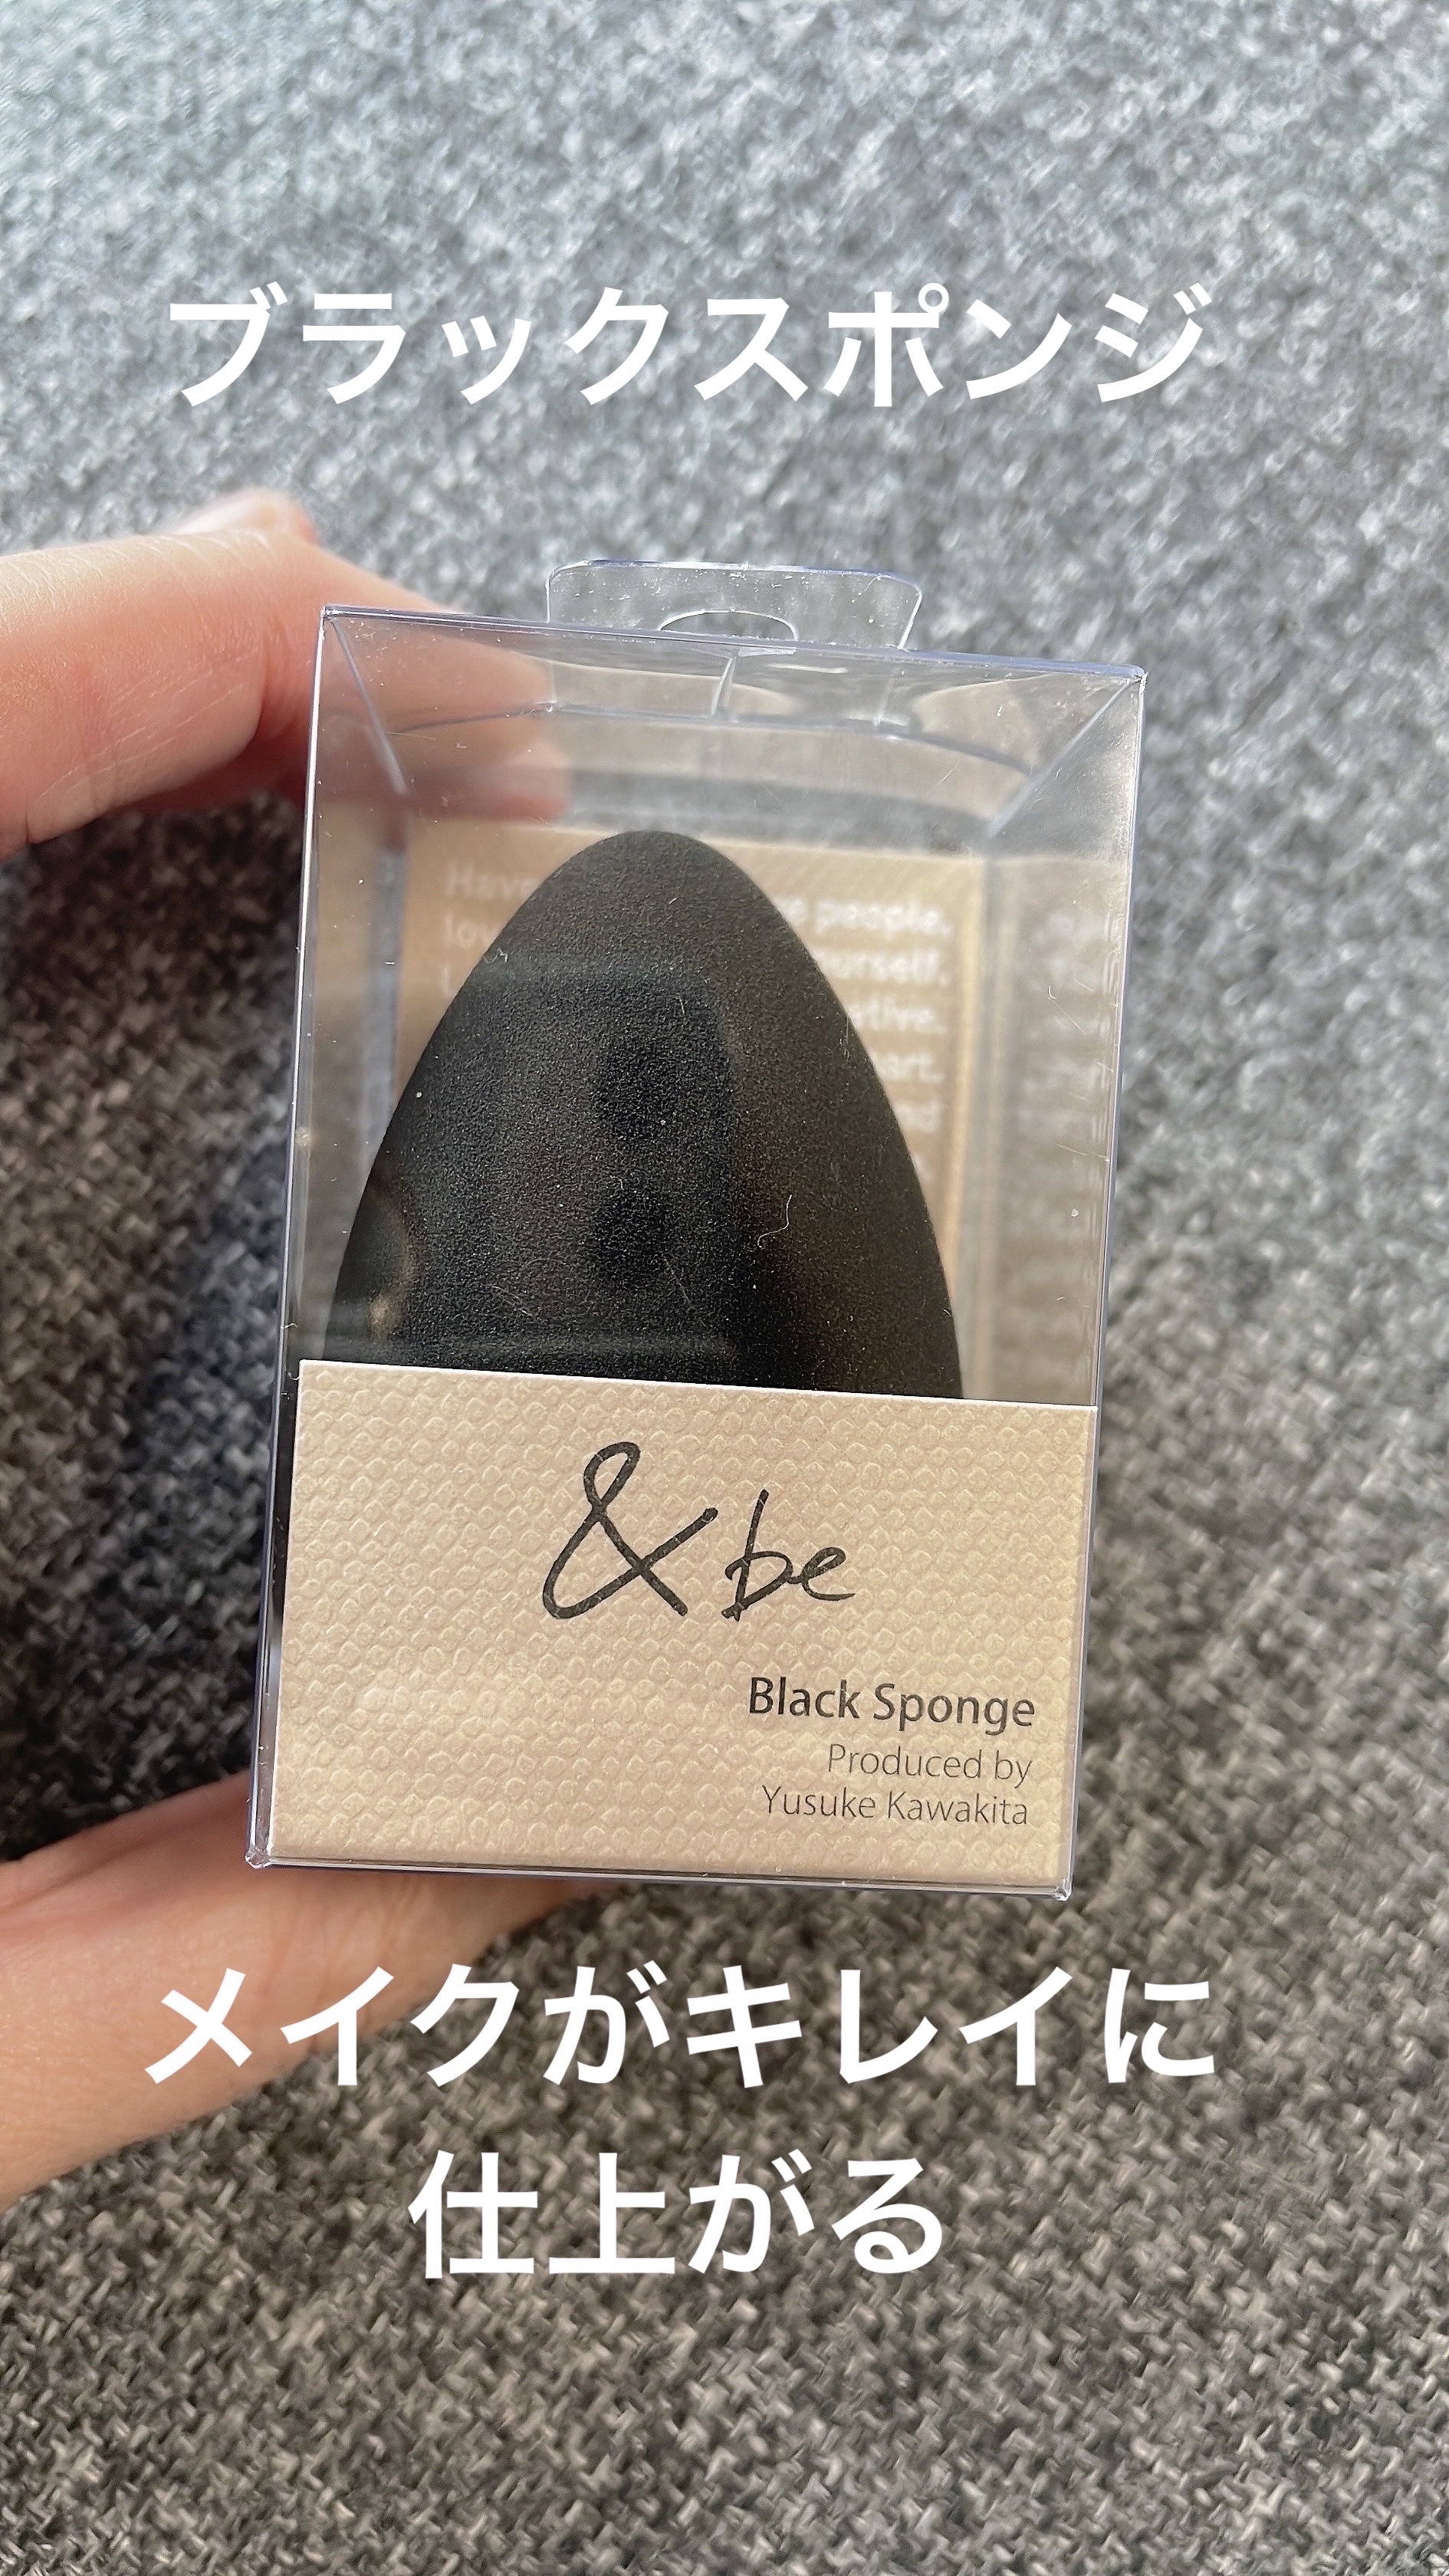 ブラックスポンジ
people.
&be
Black Sponge
Produced by
Yusuke Kawakita
メイクがキレイに
仕上がる